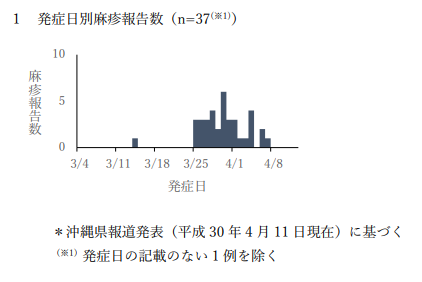 1 発症日別麻疹報告数（n=37(※1)）
10
麻疹報告数
5
0
3/4 3/11 3/18 3/25 4/1 4/8
発症日
＊沖縄県報道発表（平成 30 年 4 月 11 日現在）に基づく
(※1) 発症日の記載のない 1 例を除く